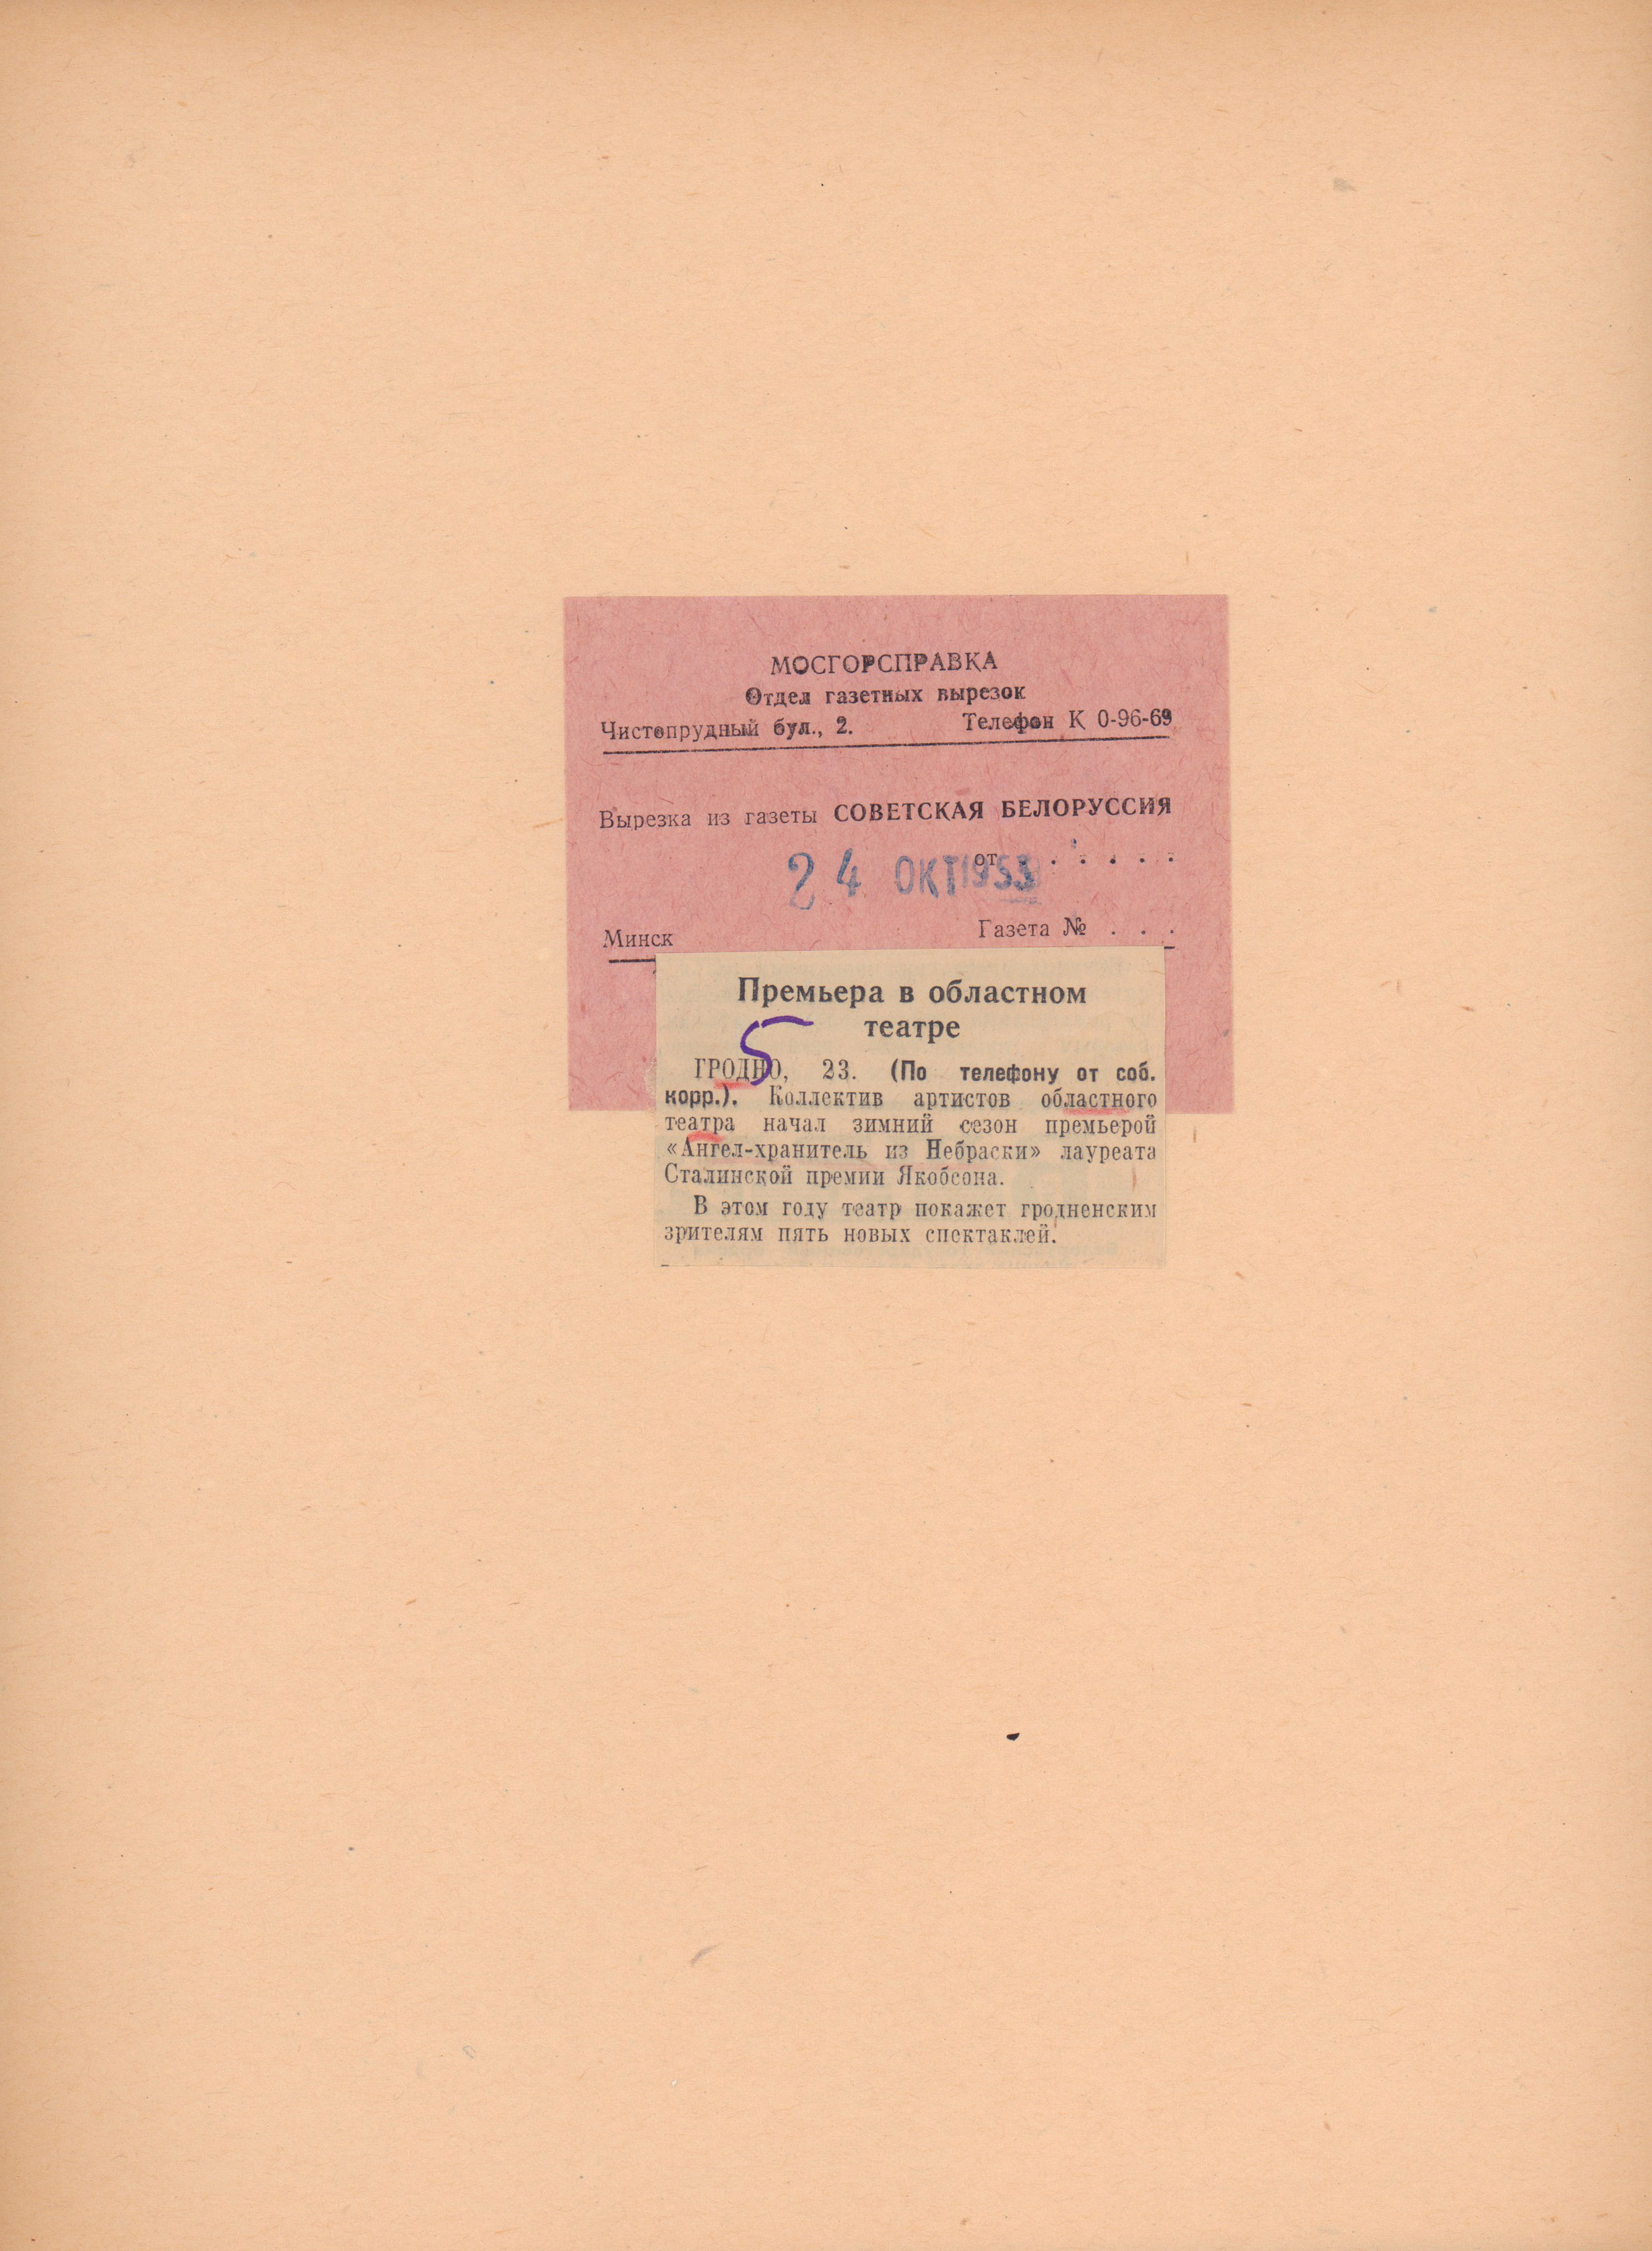 МОСГОРСПРАВКА
Отдел газетных вырезок
Чистопрудный бул., 2. Телефон К 0-96-69
Вырезка из газеты СОВЕТСКАЯ БЕЛОРУССИЯ
от . . . . .
24 ОКТ 1953
Минск Газета № . . .
Премьера в областном
театре
5
ГРОДНО, 23. (По телефону от соб.
корр.). Коллектив артистов областного
театра начал зимний сезон премьерой
«Ангел-хранитель из Небраски» лауреата
Сталинской премии Якобсона.
В этом году театр покажет гродненским
зрителям пять новых спектаклей.